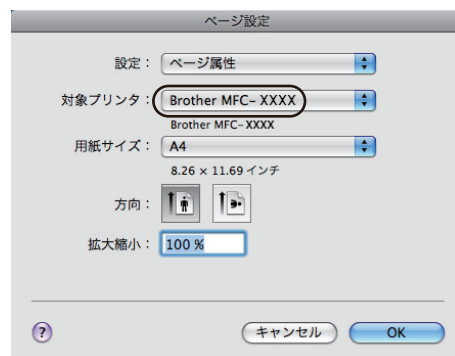 ページ設定
設定： ページ属性
対象プリンタ： Brother MFC- XXXX
Brother MFC- XXXX
用紙サイズ： A4
8.26 × 11.69 インチ
方向：
拡大縮小： 100 %
? キャンセル OK